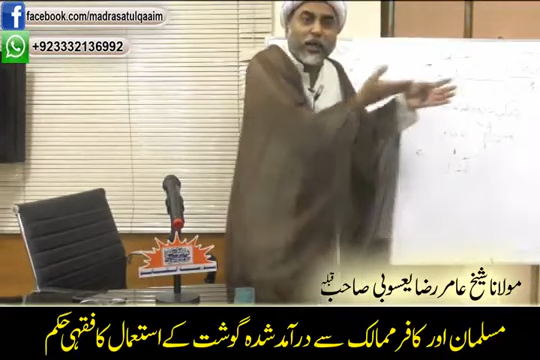 facebook.com/madrasatulqaaim
+923332136992
مولانا شیخ عامر رضا یعسوبی صاحب قبلہ
مسلمان اور کافر ممالک سے درآمد شدہ گوشت کے استعمال کا فقہی حکم